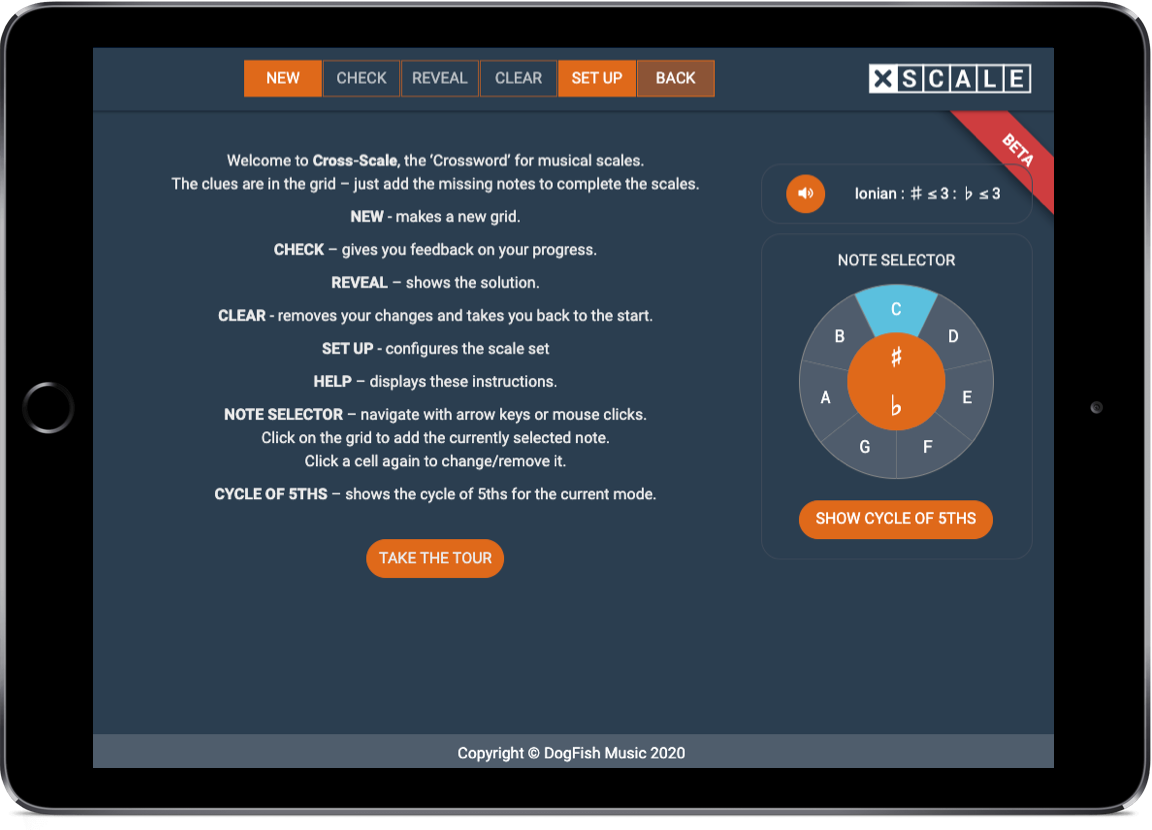 NEW CHECK REVEAL CLEAR SET UP BACK
XSCALE
BETA
Welcome to Cross-Scale, the ‘Crossword’ for musical scales.
The clues are in the grid – just add the missing notes to complete the scales.
NEW - makes a new grid.
CHECK – gives you feedback on your progress.
REVEAL – shows the solution.
CLEAR - removes your changes and takes you back to the start.
SET UP - configures the scale set
HELP – displays these instructions.
NOTE SELECTOR – navigate with arrow keys or mouse clicks.
Click on the grid to add the currently selected note.
Click a cell again to change/remove it.
CYCLE OF 5THS – shows the cycle of 5ths for the current mode.
TAKE THE TOUR
Ionian : ♯ ≤ 3 : ♭ ≤ 3
NOTE SELECTOR
C
B D
♯
A E
♭
G F
SHOW CYCLE OF 5THS
Copyright © DogFish Music 2020